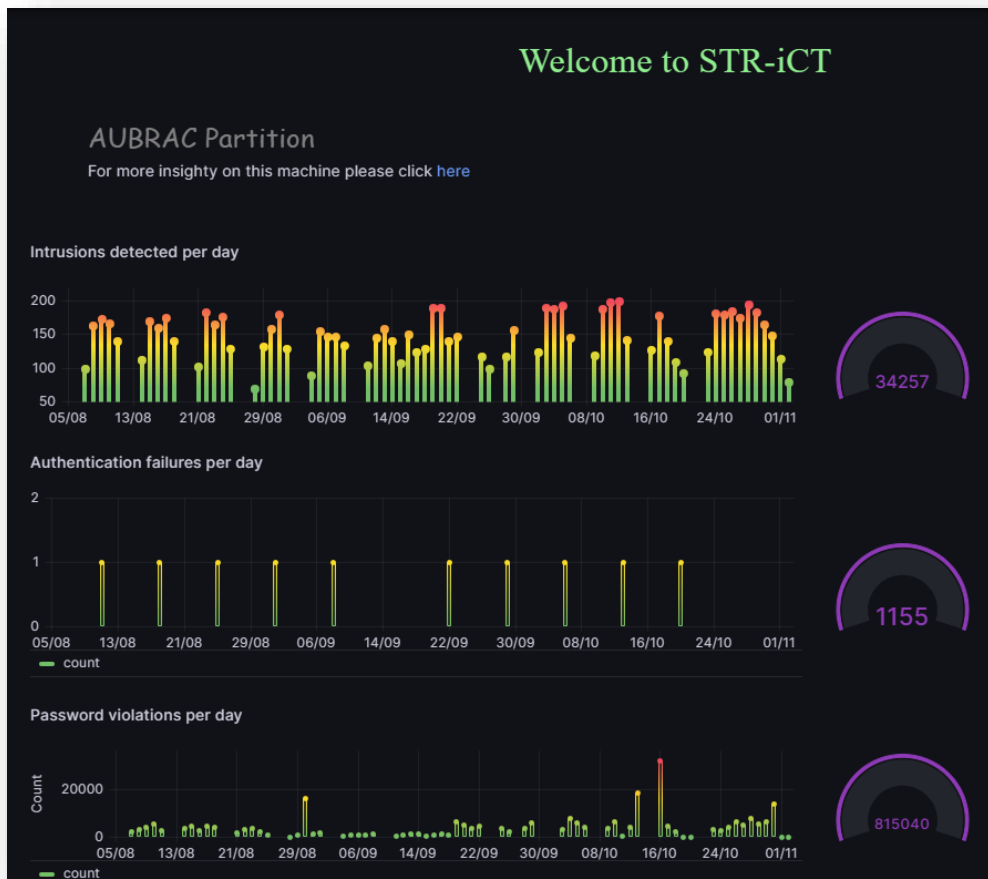 Welcome to STR-iCT
AUBRAC Partition
For more insighty on this machine please click here
Intrusions detected per day
200
150
100
50
05/08 13/08 21/08 29/08 06/09 14/09 22/09 30/09 08/10 16/10 24/10 01/11
34257
Authentication failures per day
2
1
0
05/08 13/08 21/08 29/08 06/09 14/09 22/09 30/09 08/10 16/10 24/10 01/11
count
1155
Password violations per day
Count
20000
0
05/08 13/08 21/08 29/08 06/09 14/09 22/09 30/09 08/10 16/10 24/10 01/11
count
815040